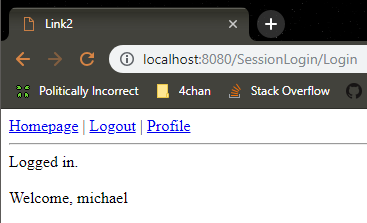 Link2
localhost:8080/SessionLogin/Login
Politically Incorrect 4chan Stack Overflow
Homepage | Logout | Profile
Logged in.
Welcome, michael